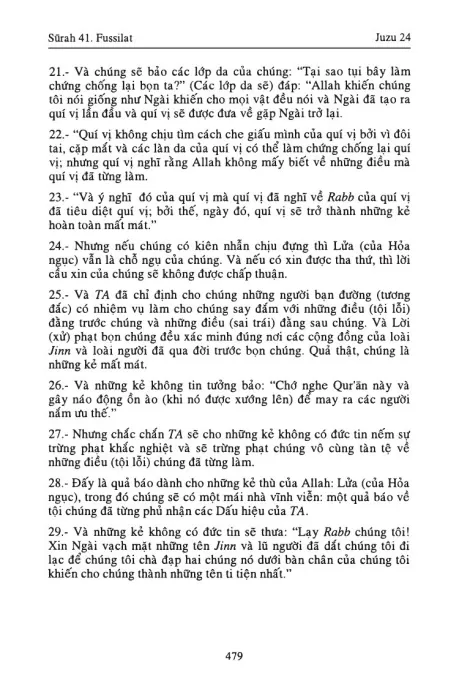 Sūrah 41. Fussilat Juzu 24
21.- Và chúng sẽ bảo các lớp da của chúng: “Tại sao tụi bây làm
chứng chống lại bọn ta?” (Các lớp da sẽ) đáp: “Allah khiến chúng
tôi nói giống như Ngài khiến cho mọi vật đều nói và Ngài đã tạo ra
quí vị lần đầu và quí vị sẽ được đưa về gặp Ngài trở lại.
22.- “Quí vị không chịu tìm cách che giấu mình của quí vị bởi vì đôi
tai, cặp mắt và các làn da của quí vị có thể làm chứng chống lại quí
vị; nhưng quí vị nghĩ rằng Allah không mấy biết về những điều mà
quí vị đã từng làm.
23.- “Và ý nghĩ đó của quí vị mà quí vị đã nghĩ về Rabb của quí vị
đã tiêu diệt quí vị; bởi thế, ngày đó, quí vị sẽ trở thành những kẻ
hoàn toàn mất mát.”
24.- Nhưng nếu chúng có kiên nhẫn chịu đựng thì Lửa (của Hỏa
ngục) vẫn là chỗ ngụ của chúng. Và nếu có xin được tha thứ, thì lời
cầu xin của chúng sẽ không được chấp thuận.
25.- Và TA đã chỉ định cho chúng những người bạn đường (tương
đắc) có nhiệm vụ làm cho chúng say đắm với những điều (tội lỗi)
đằng trước chúng và những điều (sai trái) đằng sau chúng. Và Lời
(xử) phạt bọn chúng đều xác minh đúng nơi các cộng đồng của loài
Jinn và loài người đã qua đời trước bọn chúng. Quả thật, chúng là
những kẻ mất mát.
26.- Và những kẻ không tin tưởng bảo: “Chớ nghe Qur'ān này và
gây náo động ồn ào (khi nó được xướng lên) để may ra các người
nắm ưu thế.”
27.- Nhưng chắc chắn TA sẽ cho những kẻ không có đức tin nếm sự
trừng phạt khắc nghiệt và sẽ trừng phạt chúng vô cùng tàn tệ về
những điều (tội lỗi) chúng đã từng làm.
28.- Đấy là quả báo dành cho những kẻ thù của Allah: Lửa (của Hỏa
ngục), trong đó chúng sẽ có một mái nhà vĩnh viễn: một quả báo về
tội chúng đã từng phủ nhận các Dấu hiệu của TA.
29.- Và những kẻ không có đức tin sẽ thưa: “Lạy Rabb chúng tôi!
Xin Ngài vạch mặt những tên Jinn và lũ người đã dắt chúng tôi đi
lạc để chúng tôi chà đạp hai chúng nó dưới bàn chân của chúng tôi
khiến cho chúng thành những tên ti tiện nhất.”
479